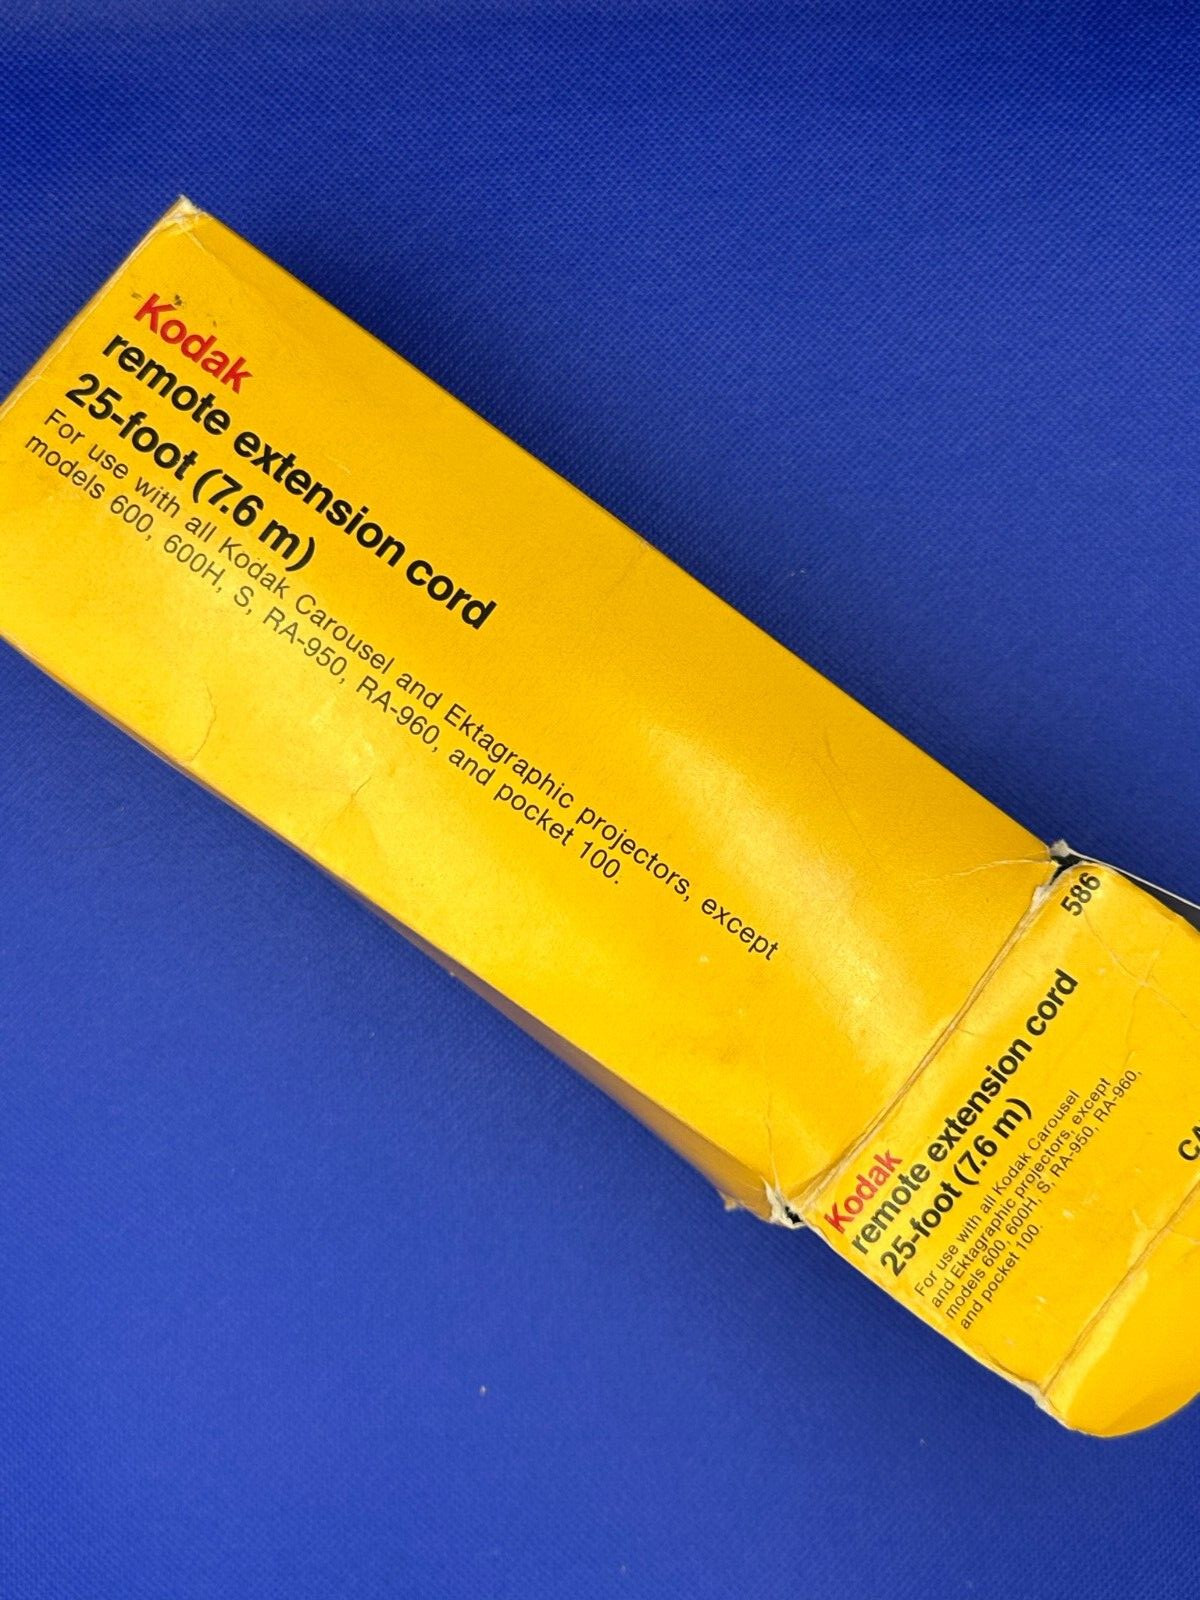 Kodak
remote extension cord
25-foot (7.6 m)
For use with all Kodak Carousel and Ektagraphic projectors, except
models 600, 600H, S, RA-950, RA-960, and pocket 100.
586
Kodak
remote extension cord
25-foot (7.6 m)
For use with all Kodak Carousel
and Ektagraphic projectors, except
models 600, 600H, S, RA-950, RA-960,
and pocket 100.